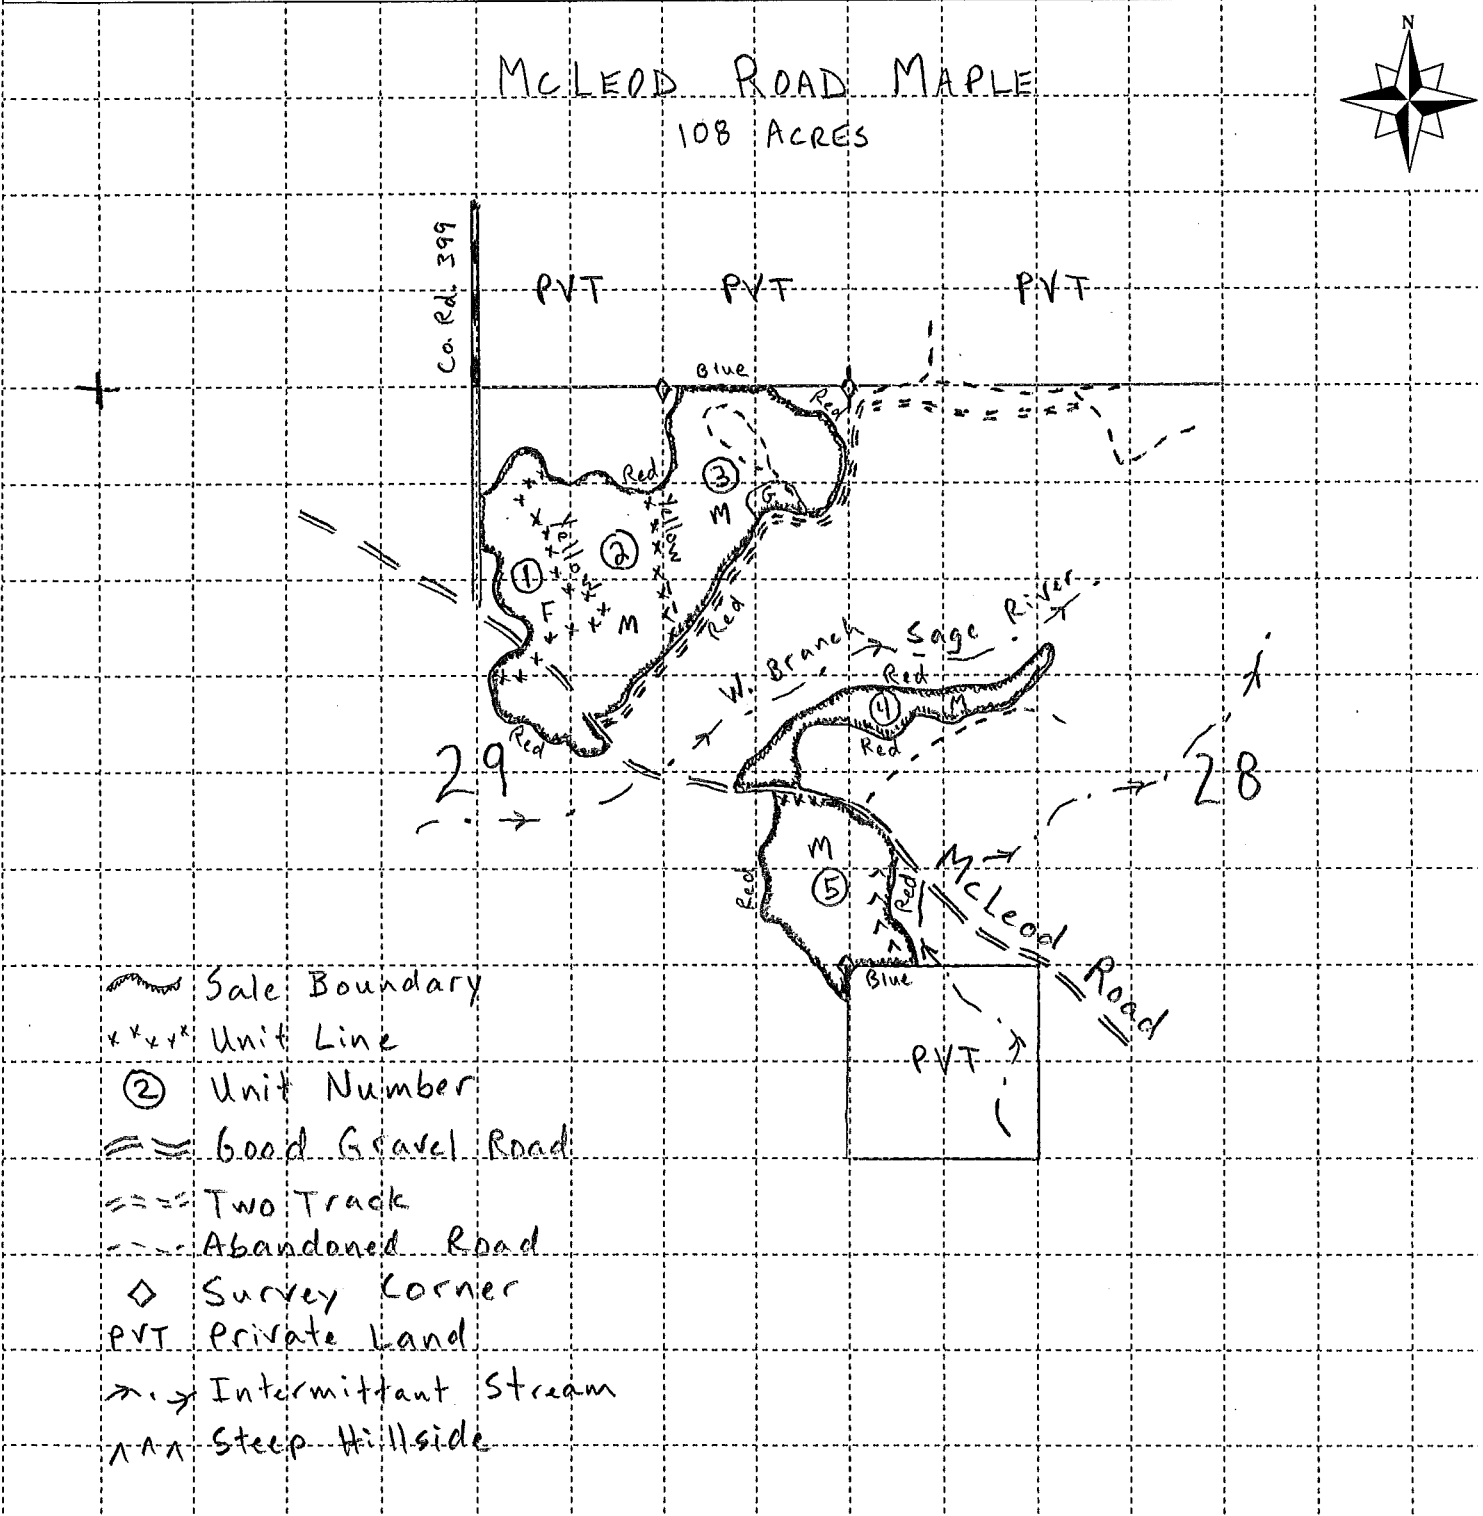 N
McLEOD ROAD MAPLE
108 ACRES
Co. Rd. 399
PVT PVT PVT
Blue
Red
Red
3
G
M
Yellow
Yellow
2
1
F
M
Red
W. Branch Sage River
Red
4
M
Red
Red
29
28
M
5
Red
Red
McLeod Road
Blue
PVT
Sale Boundary
Unit Line
2 Unit Number
Good Gravel Road
Two Track
Abandoned Road
Survey Corner
PVT Private Land
Intermittant Stream
Steep Hillside